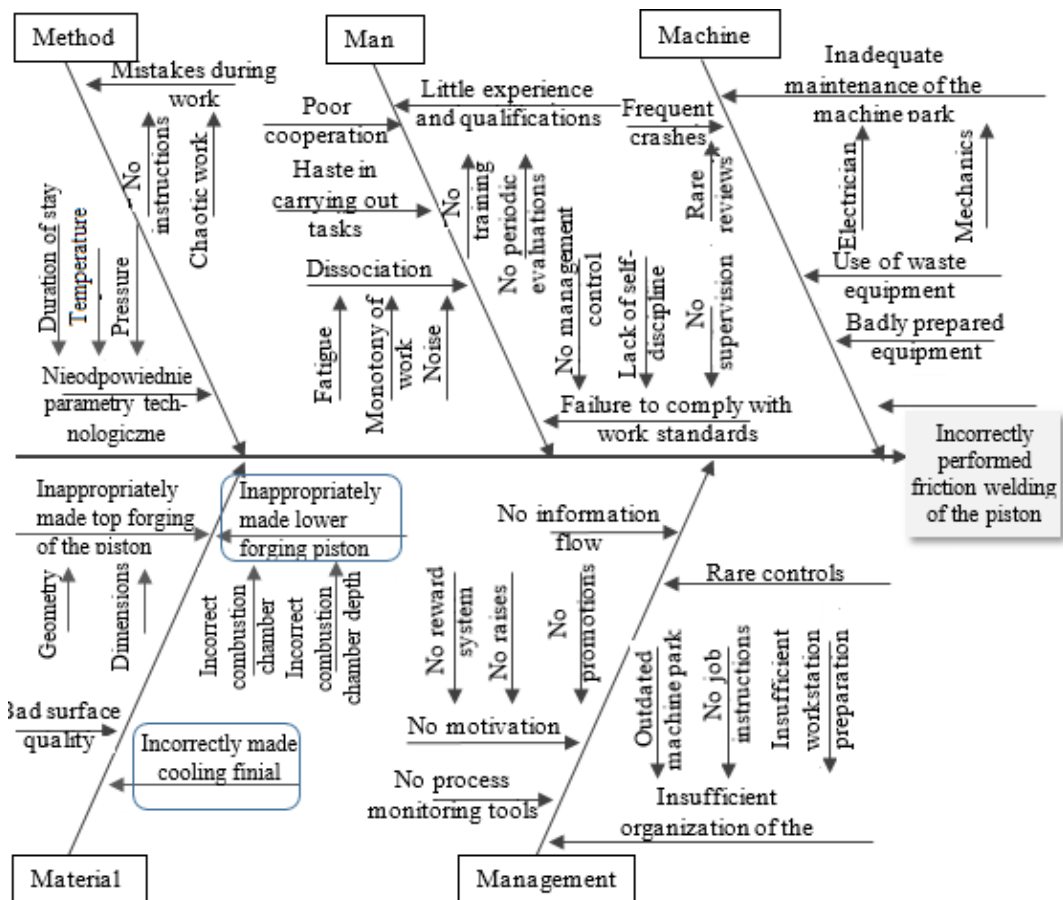 Method
Man
Machine
Mistakes during
work
No
instructions
Chaotic work
Duration of stay
Temperature
Pressure
Nieodpowiednie
parametry tech-
nologiczne
Poor
cooperation
Little experience
and qualifications
Haste in
carrying out
tasks
No
training
No periodic
evaluations
Dissociation
Fatigue
Monotony of
work
Noise
No management
control
Lack of self-
discipline
No
supervision
Failure to comply with
work standards
Frequent
crashes
Rare
reviews
Inadequate
maintenance of the
machine park
Electrician
Mechanics
Use of waste
equipment
Badly prepared
equipment
Incorrectly
performed
friction welding
of the piston
Inappropriately
made top forging
of the piston
Geometry
Dimensions
Inappropriately
made lower
forging piston
Incorrect
combustion
chamber
Incorrect
combustion
chamber depth
Bad surface
quality
Incorrectly made
cooling finial
Material
No information
flow
Rare controls
No reward
system
No raises
No
promotions
No motivation
No process
monitoring tools
Outdated
machine park
No job
instructions
Insufficient
workstation
preparation
Insufficient
organization of the
Management